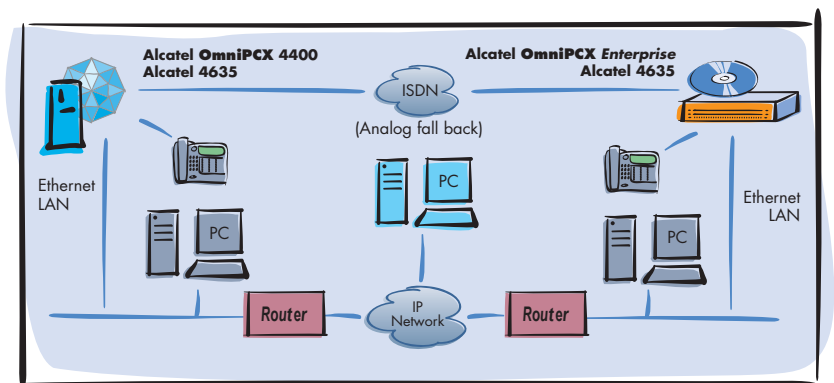 Alcatel OmniPCX 4400
Alcatel 4635
Alcatel OmniPCX Enterprise
Alcatel 4635
ISDN
(Analog fall back)
PC
Ethernet
LAN
Ethernet
LAN
PC
PC
Router
IP
Network
Router